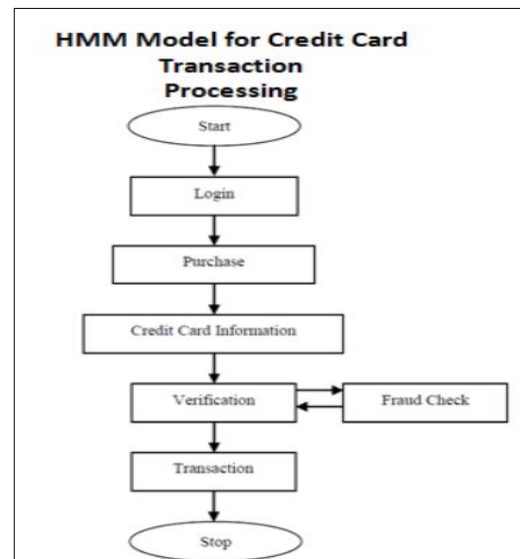 HMM Model for Credit Card
Transaction
Processing
Start
Login
Purchase
Credit Card Information
Verification
Fraud Check
Transaction
Stop